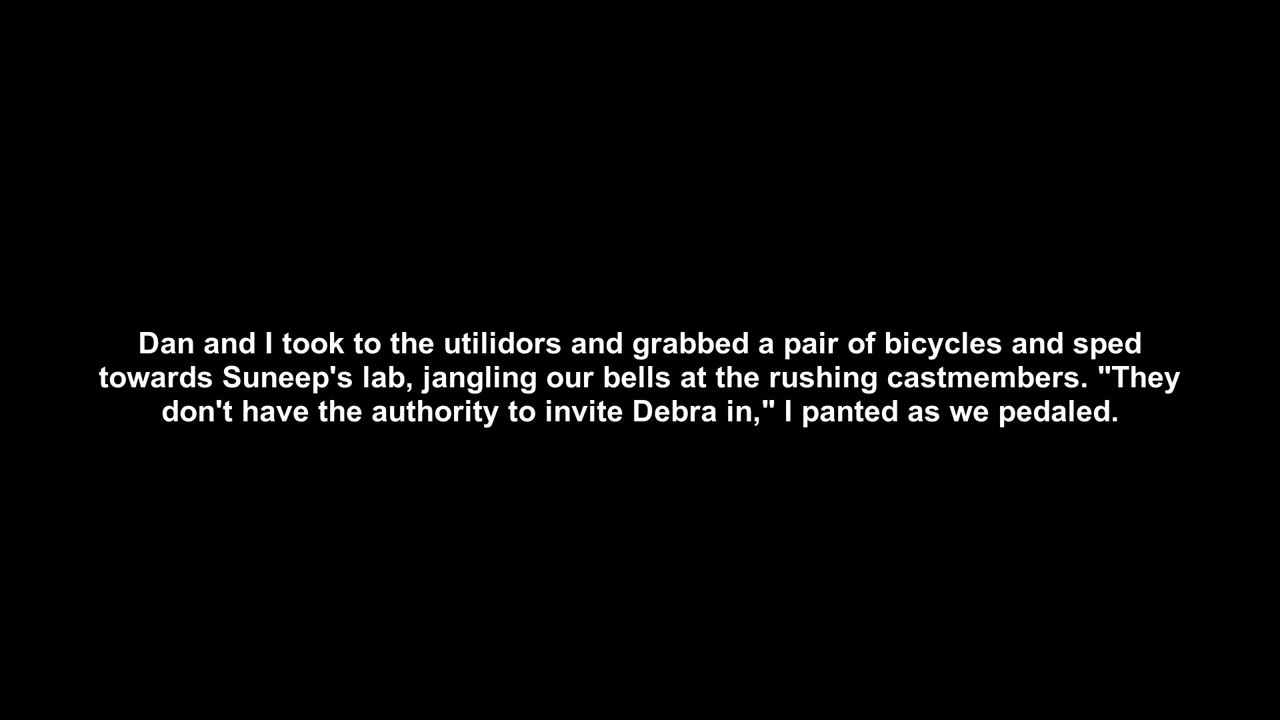 Dan and I took to the utilidors and grabbed a pair of bicycles and sped
towards Suneep's lab, jangling our bells at the rushing castmembers. "They
don't have the authority to invite Debra in," I panted as we pedaled.